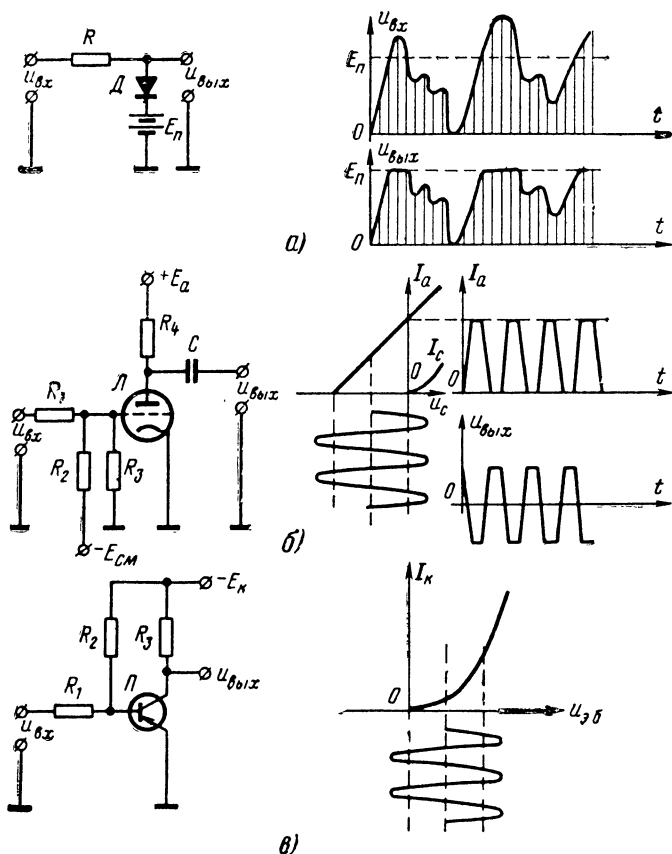 R
u_вх
Д
E_п
u_вых
u_вх
E_п
0
t
u_вых
E_п
0
t
а)
+E_а
R_4
C
Л
u_вых
u_вх
R_2
R_3
-E_см
I_а
0
I_с
u_с
I_а
0
t
u_вых
0
t
б)
-E_к
R_2
R_3
u_вых
R_1
П
u_вх
I_к
0
u_эб
в)